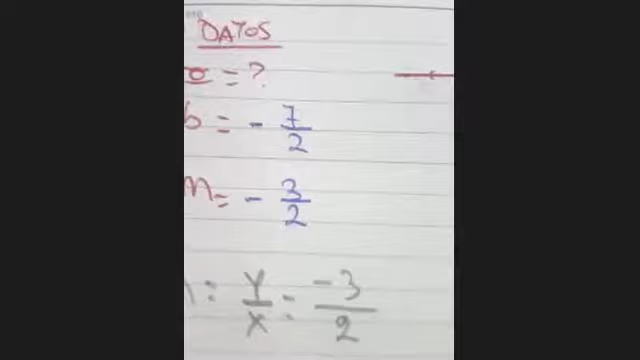 DATOS
= ?
b = - 7/2
m = - 3/2
= Y/X = -3/2